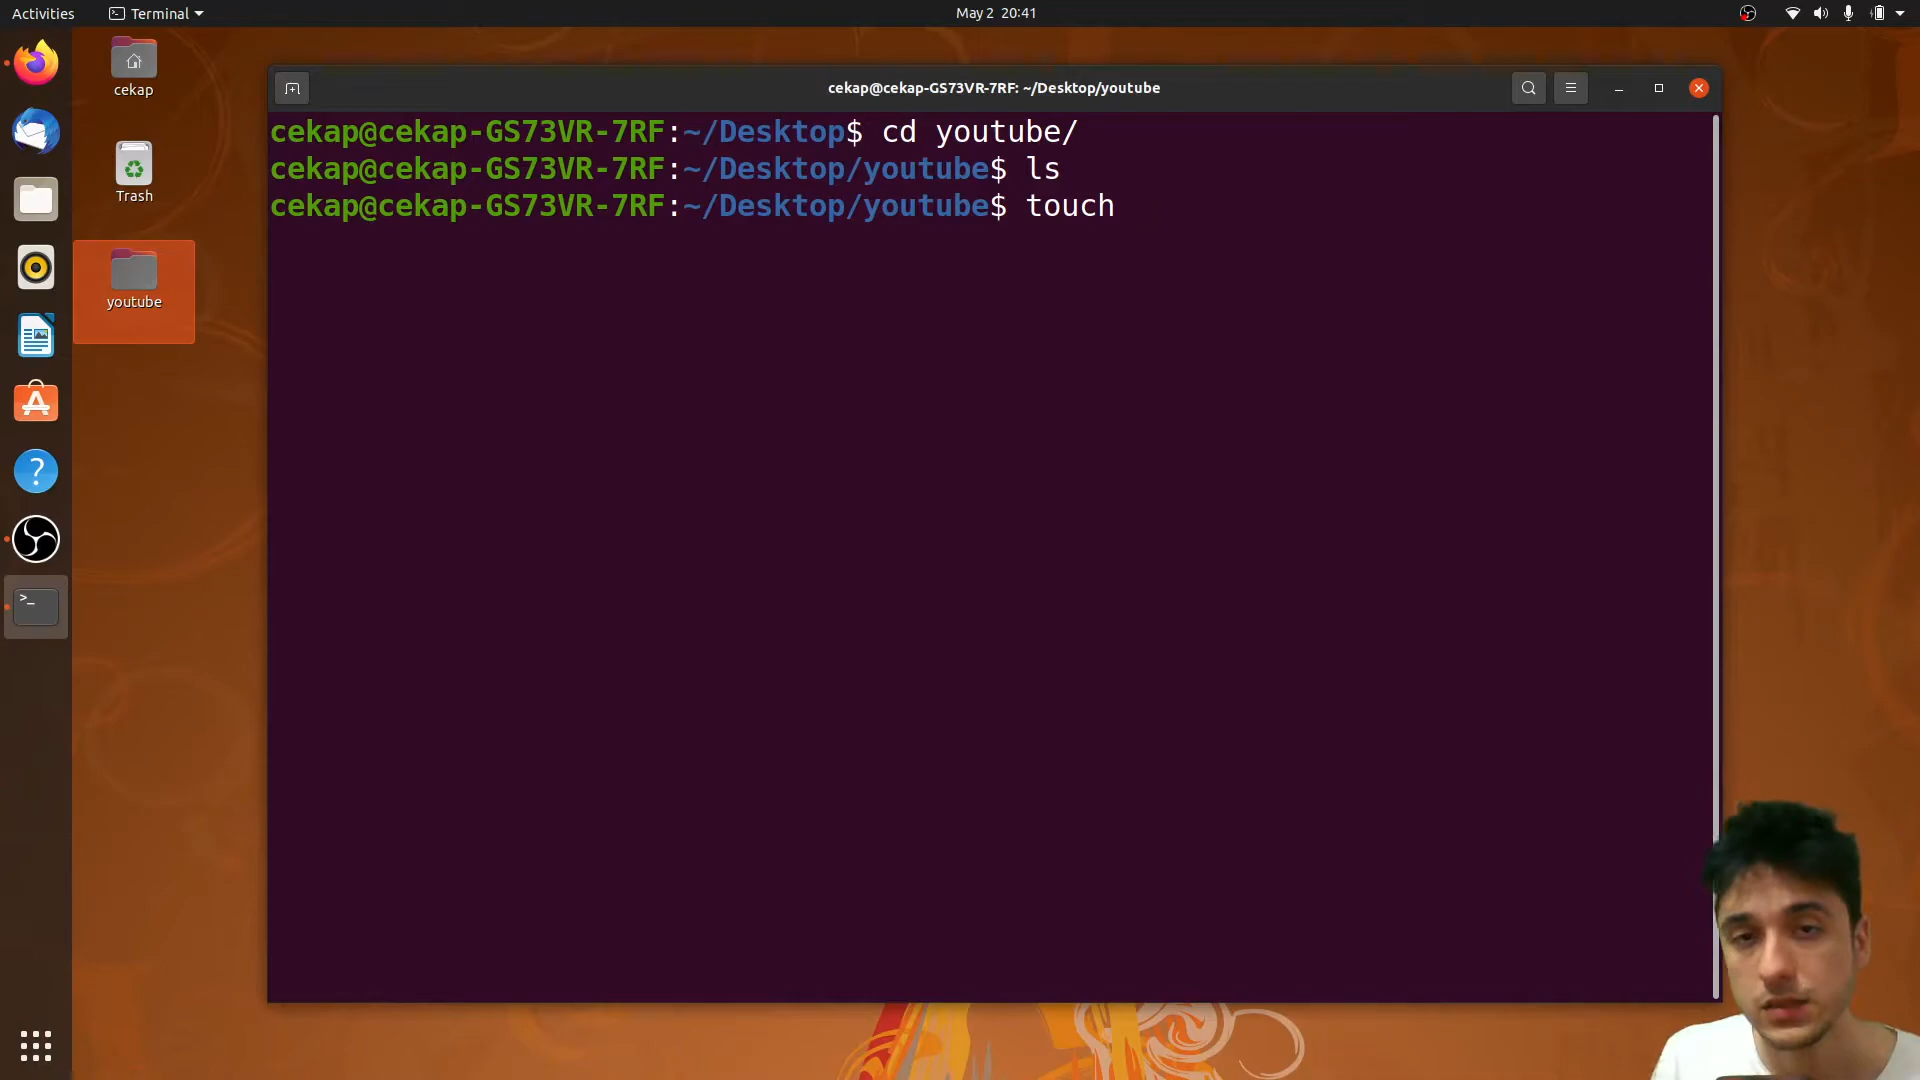 Activities
Terminal
May 2 20:41
cekap
Trash
youtube
cekap@cekap-GS73VR-7RF: ~/Desktop/youtube
cekap@cekap-GS73VR-7RF:~/Desktop$ cd youtube/
cekap@cekap-GS73VR-7RF:~/Desktop/youtube$ ls
cekap@cekap-GS73VR-7RF:~/Desktop/youtube$ touch